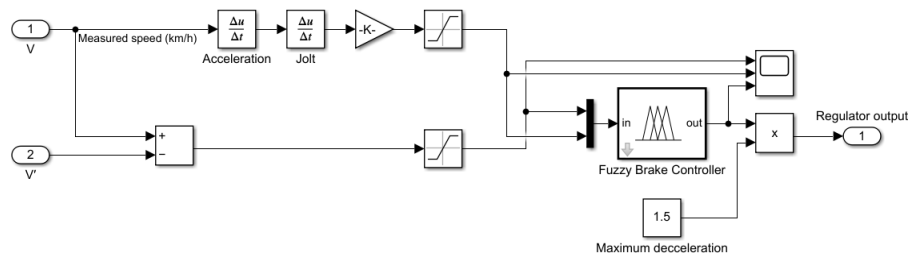 1
V
Measured speed (km/h)
Δu
Δt
Acceleration
Δu
Δt
Jolt
-K-
+
−
2
V'
in
out
Fuzzy Brake Controller
1.5
Maximum decceleration
x
Regulator output
1